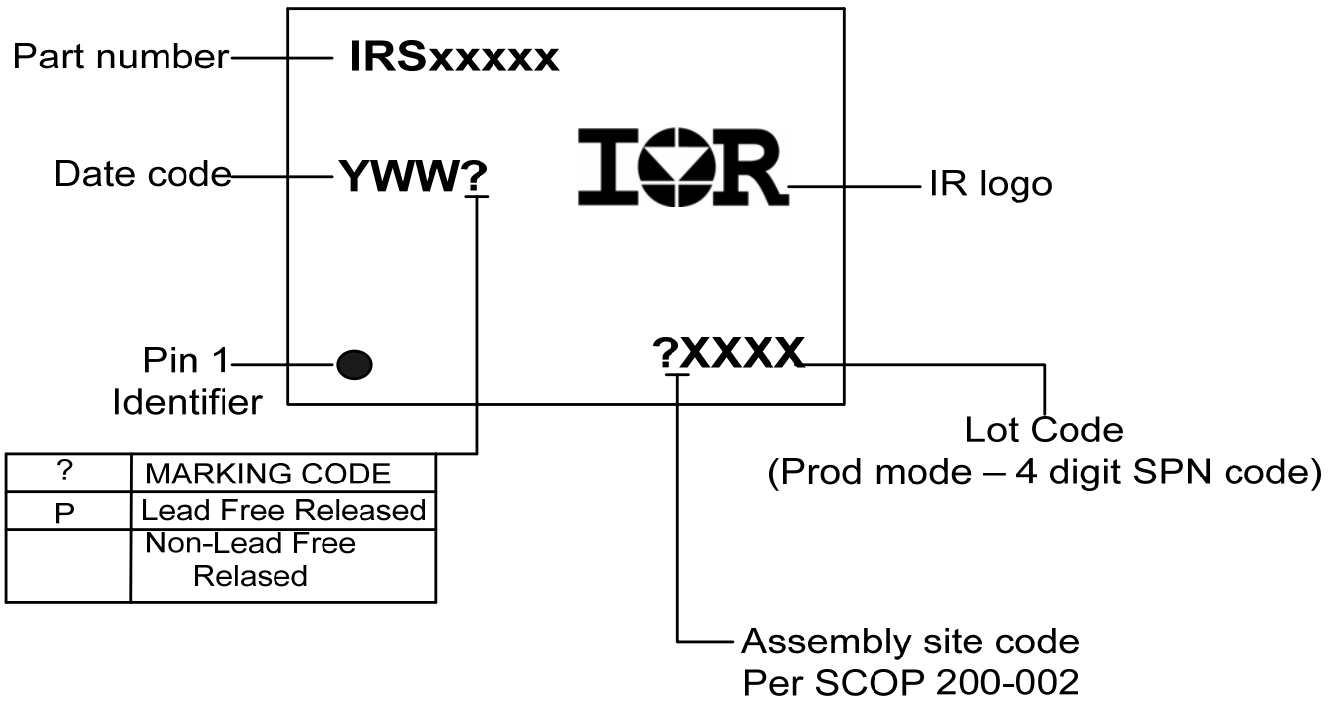 Part number
IRSxxxxx
Date code
YWW?
IOR
IR logo
Pin 1
Identifier
?XXXX
Lot Code
(Prod mode – 4 digit SPN code)
? MARKING CODE
P Lead Free Released
Non-Lead Free
Relased
Assembly site code
Per SCOP 200-002